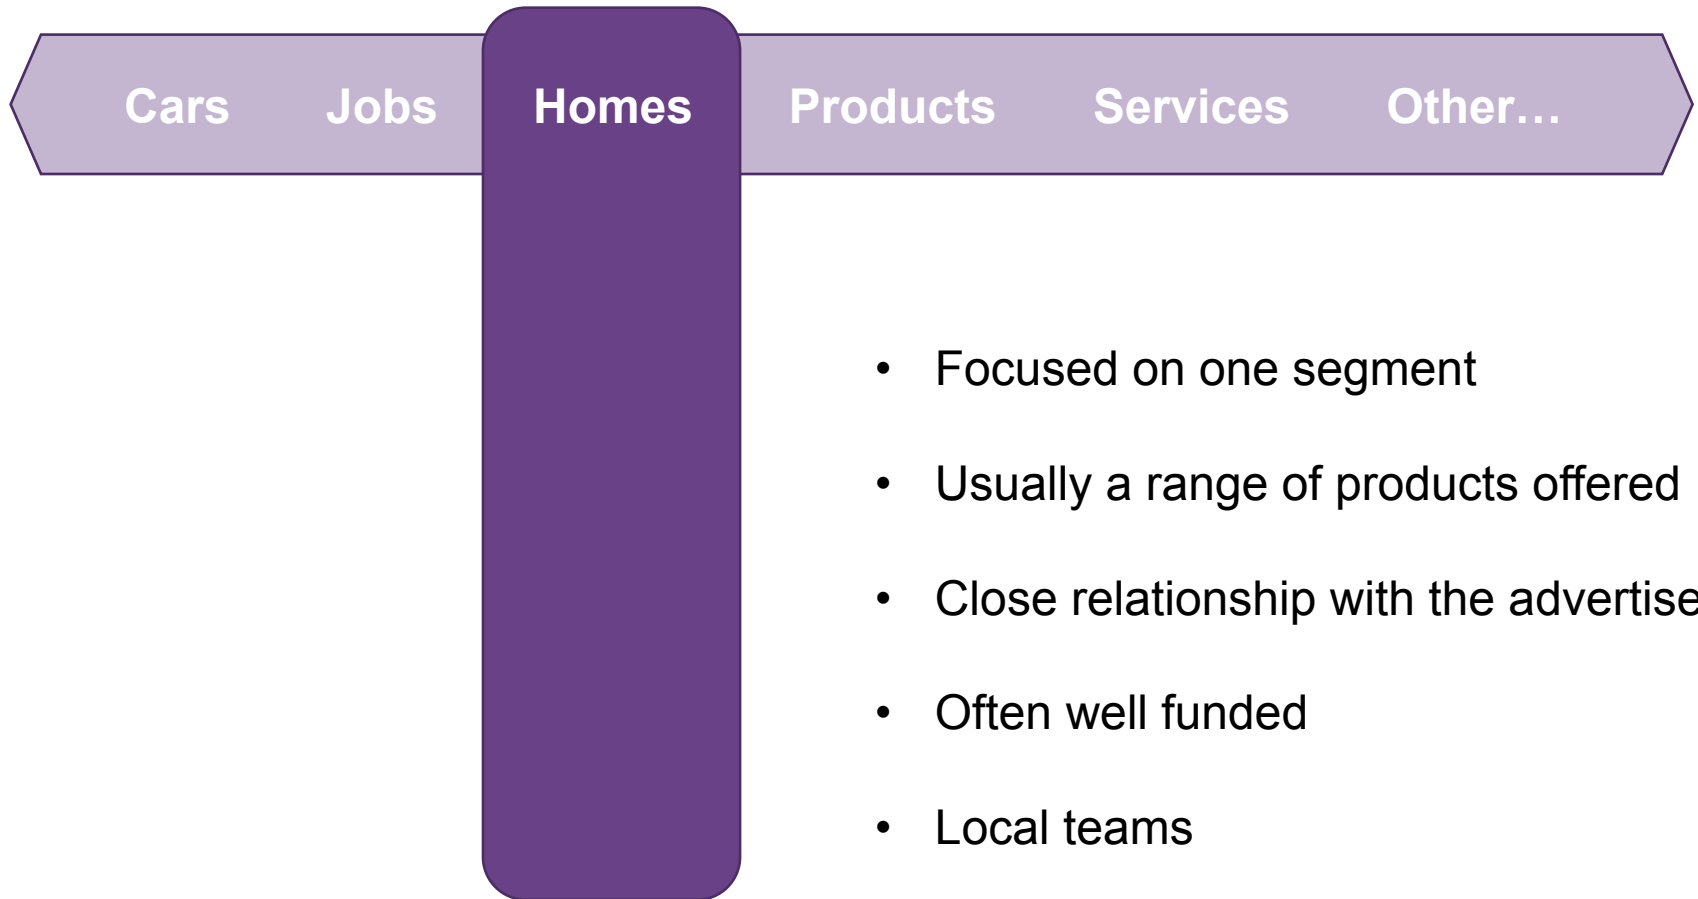 Cars Jobs Homes Products Services Other…
• Focused on one segment
• Usually a range of products offered
• Close relationship with the advertise
• Often well funded
• Local teams